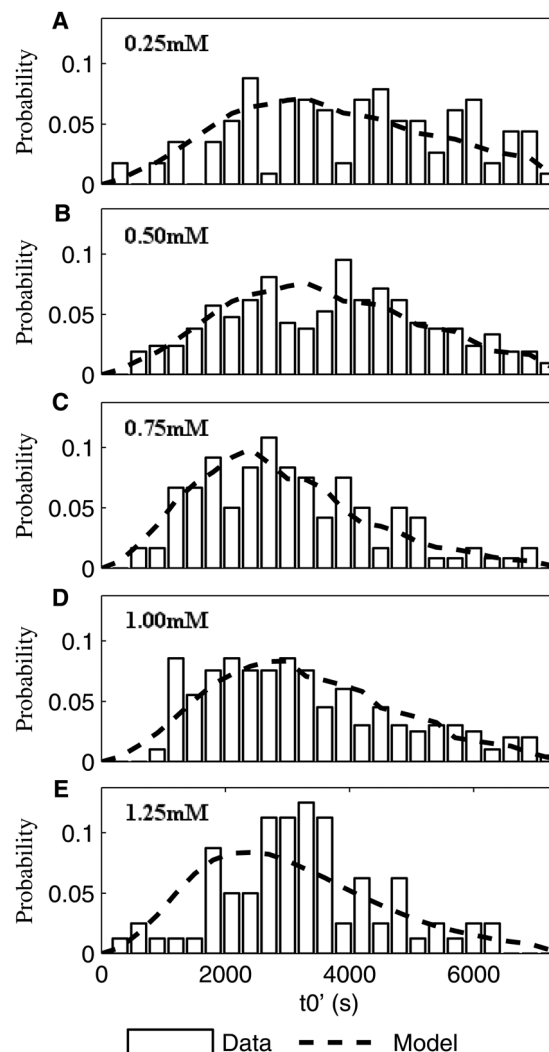 A
0.25mM
Probability
0.1
0.05
0
B
0.50mM
Probability
0.1
0.05
0
C
0.75mM
Probability
0.1
0.05
0
D
1.00mM
Probability
0.1
0.05
0
E
1.25mM
Probability
0.1
0.05
0
0 2000 4000 6000
t0' (s)
Data Model